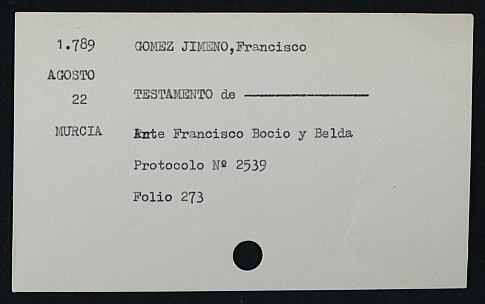 1.789 GOMEZ JIMENO,Francisco
AGOSTO
22 TESTAMENTO de ----------------
MURCIA Ante Francisco Bocio y Belda
Protocolo Nº 2539
Folio 273